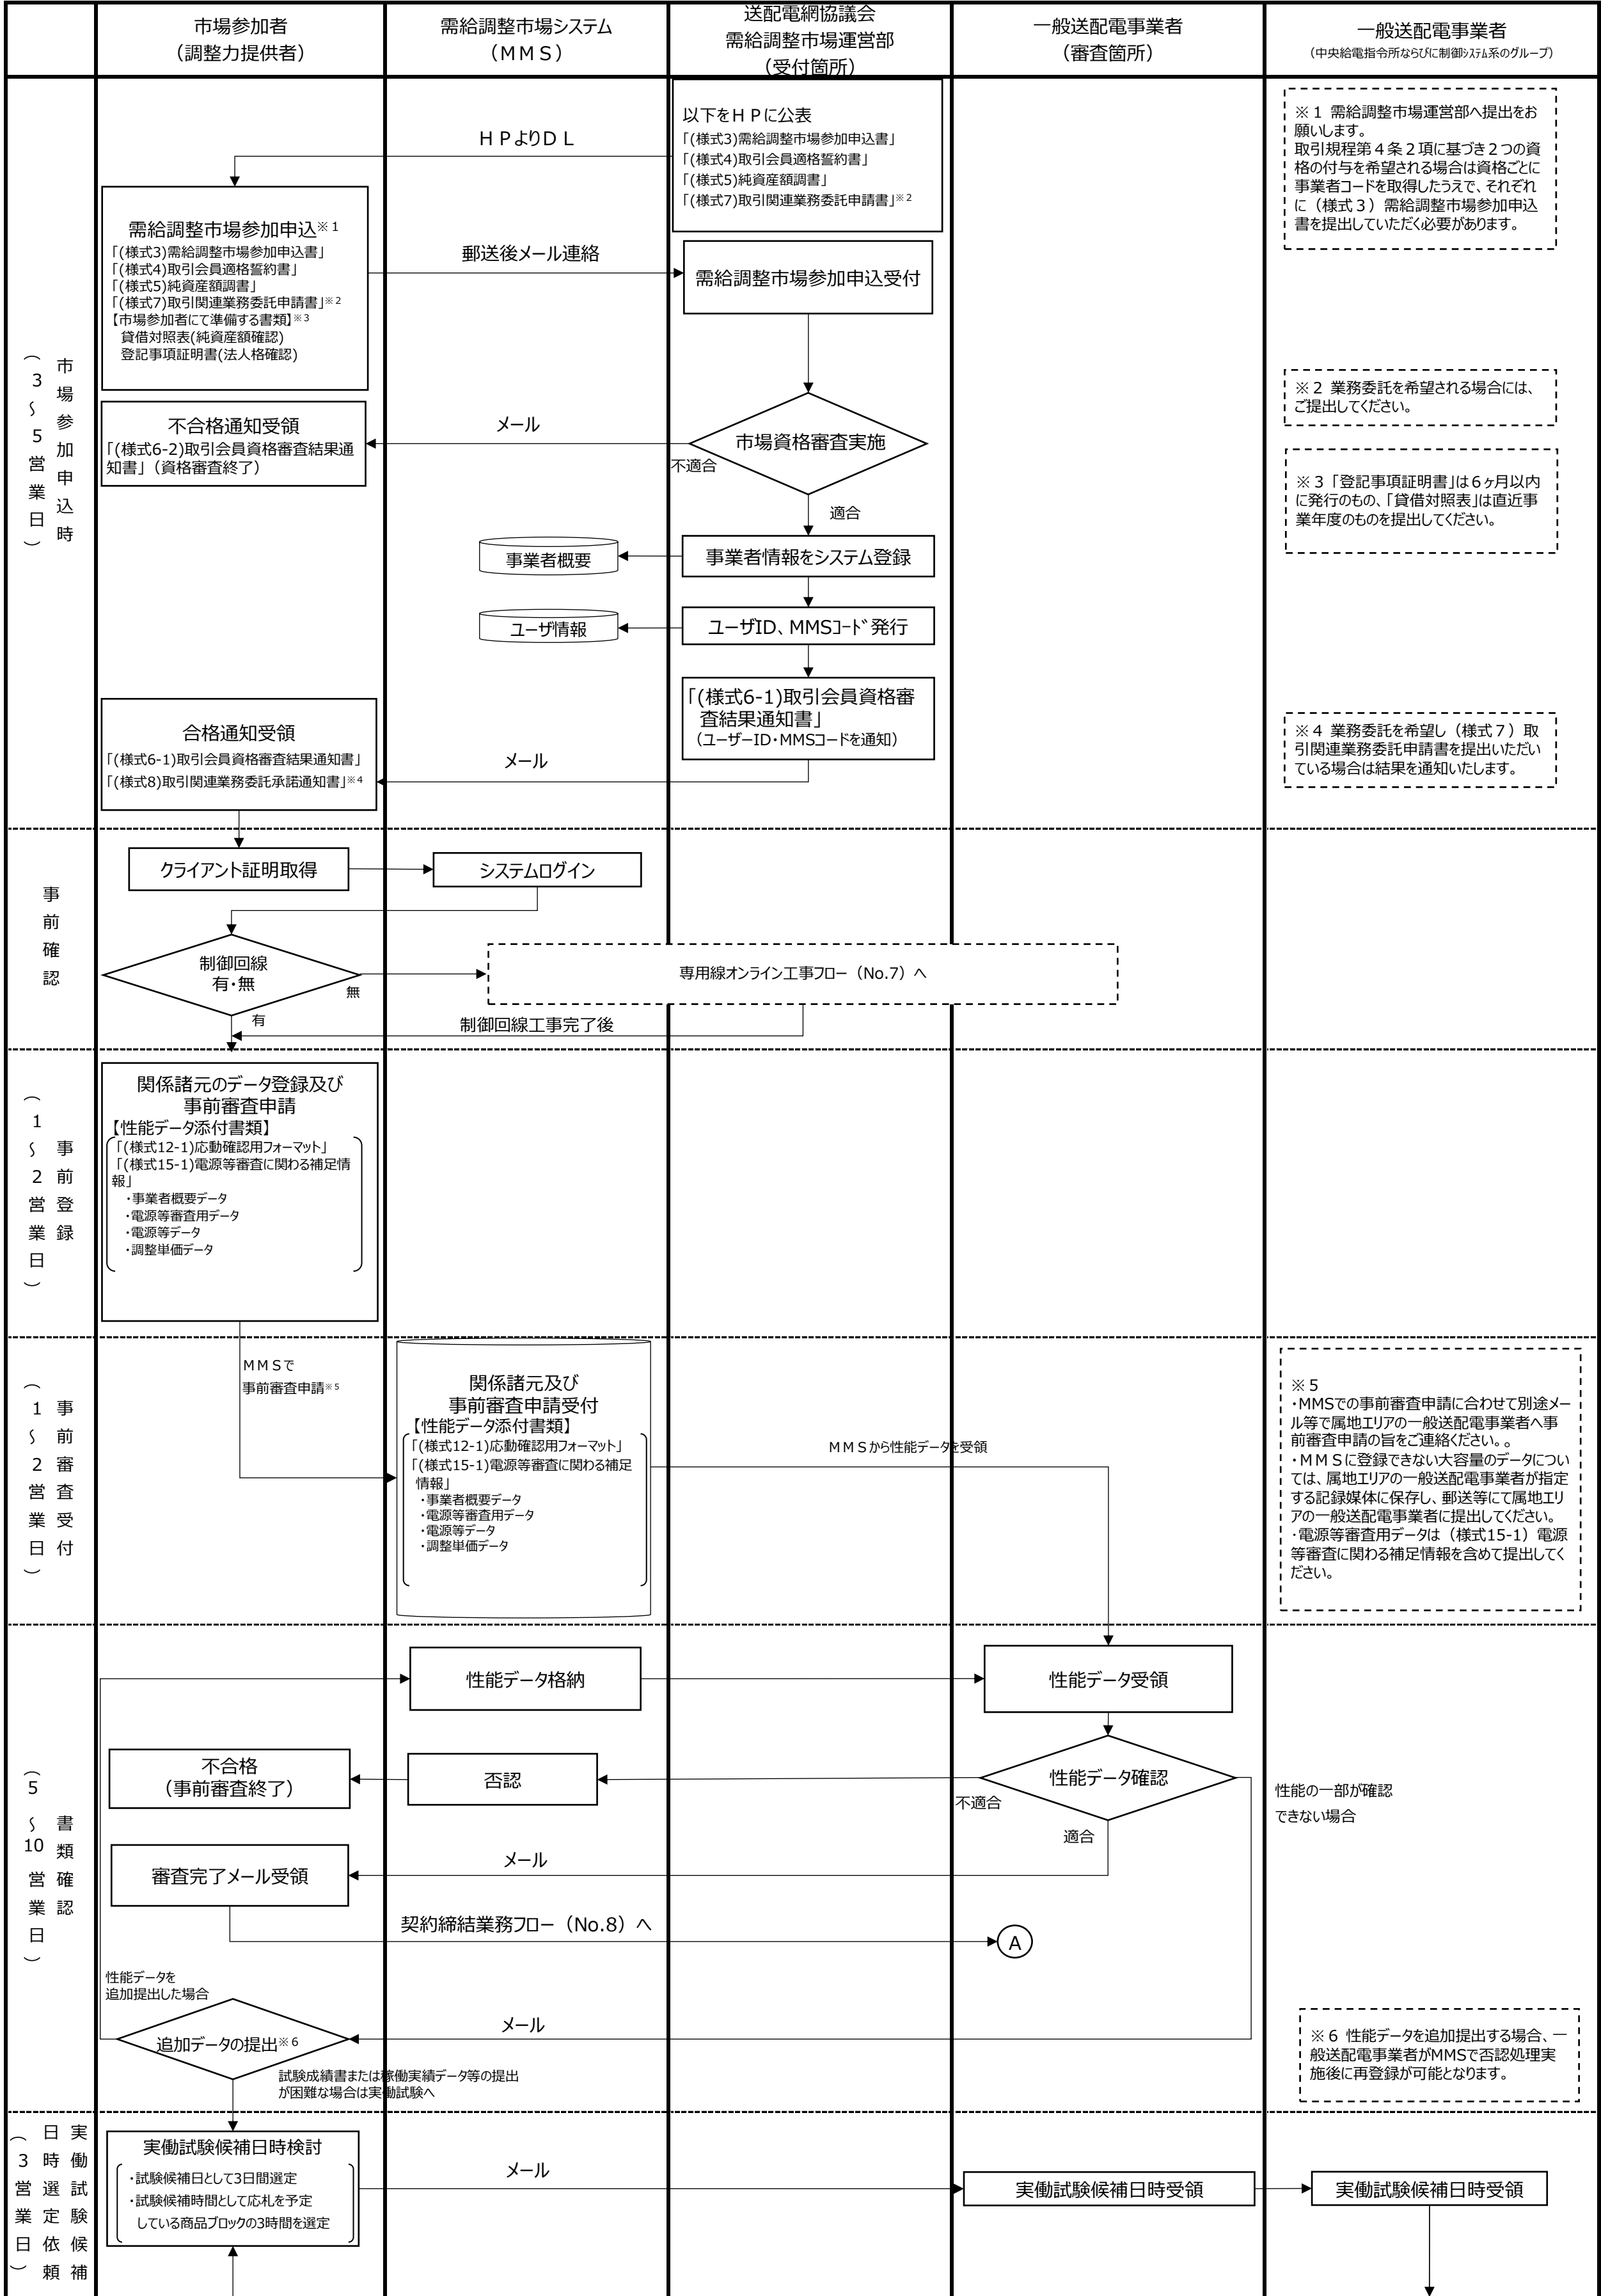 市場参加者
（調整力提供者）
需給調整市場システム
（ＭＭＳ）
送配電網協議会
需給調整市場運営部
（受付箇所）
一般送配電事業者
（審査箇所）
一般送配電事業者
（中央給電指令所ならびに制御ｼｽﾃﾑ系のグループ）
市場参加申込時
（3～5営業日）
以下をＨＰに公表
「(様式3)需給調整市場参加申込書」
「(様式4)取引会員適格誓約書」
「(様式5)純資産額調書」
「(様式7)取引関連業務委託申請書」※2
ＨＰよりＤＬ
需給調整市場参加申込※1
「(様式3)需給調整市場参加申込書」
「(様式4)取引会員適格誓約書」
「(様式5)純資産額調書」
「(様式7)取引関連業務委託申請書」※2
【市場参加者にて準備する書類】※3
貸借対照表(純資産額確認)
登記事項証明書(法人格確認)
郵送後メール連絡
需給調整市場参加申込受付
※1 需給調整市場運営部へ提出をお
願いします。
取引規程第４条２項に基づき２つの資
格の付与を希望される場合は資格ごとに
事業者コードを取得したうえで、それぞれ
に（様式３）需給調整市場参加申込
書を提出していただく必要があります。
※2 業務委託を希望される場合には、
ご提出してください。
不合格通知受領
「(様式6-2)取引会員資格審査結果通
知書」（資格審査終了）
メール
市場資格審査実施
不適合
適合
※3「登記事項証明書」は6ヶ月以内
に発行のもの、「貸借対照表」は直近事
業年度のものを提出してください。
事業者概要
事業者情報をシステム登録
ユーザ情報
ユーザID、MMSｺｰﾄﾞ発行
「(様式6-1)取引会員資格審
査結果通知書」
（ユーザーID・MMSコードを通知）
合格通知受領
「(様式6-1)取引会員資格審査結果通知書」
「(様式8)取引関連業務委託承諾通知書」※4
メール
※4 業務委託を希望し（様式７）取
引関連業務委託申請書を提出いただい
ている場合は結果を通知いたします。
事前確認
クライアント証明取得
システムログイン
制御回線
有・無
無
有
専用線オンライン工事フロー（No.7）へ
制御回線工事完了後
事前登録
（1～2営業日）
関係諸元のデータ登録及び
事前審査申請
【性能データ添付書類】
「(様式12-1)応動確認用フォーマット」
「(様式15-1)電源等審査に関わる補足情
報」
・事業者概要データ
・電源等審査用データ
・電源等データ
・調整単価データ
事前審査受付
（1～2営業日）
ＭＭＳで
事前審査申請※5
関係諸元及び
事前審査申請受付
【性能データ添付書類】
「(様式12-1)応動確認用フォーマット」
「(様式15-1)電源等審査に関わる補足
情報」
・事業者概要データ
・電源等審査用データ
・電源等データ
・調整単価データ
ＭＭＳから性能データを受領
※5
・MMSでの事前審査申請に合わせて別途メー
ル等で属地エリアの一般送配電事業者へ事
前審査申請の旨をご連絡ください。。
・ＭＭＳに登録できない大容量のデータについ
ては、属地エリアの一般送配電事業者が指定
する記録媒体に保存し、郵送等にて属地エリ
アの一般送配電事業者に提出してください。
・電源等審査用データは（様式15-1）電源
等審査に関わる補足情報を含めて提出してく
ださい。
書類確認
（5～10営業日）
性能データ格納
性能データ受領
不合格
（事前審査終了）
否認
性能データ確認
不適合
適合
性能の一部が確認
できない場合
審査完了メール受領
メール
契約締結業務フロー（No.8）へ
A
性能データを
追加提出した場合
追加データの提出※6
メール
試験成績書または稼働実績データ等の提出
が困難な場合は実働試験へ
※6 性能データを追加提出する場合、一
般送配電事業者がMMSで否認処理実
施後に再登録が可能となります。
実働試験候補
日時選定依頼
（3営業日）
実働試験候補日時検討
・試験候補日として3日間選定
・試験候補時間として応札を予定
している商品ブロックの3時間を選定
メール
実働試験候補日時受領
実働試験候補日時受領